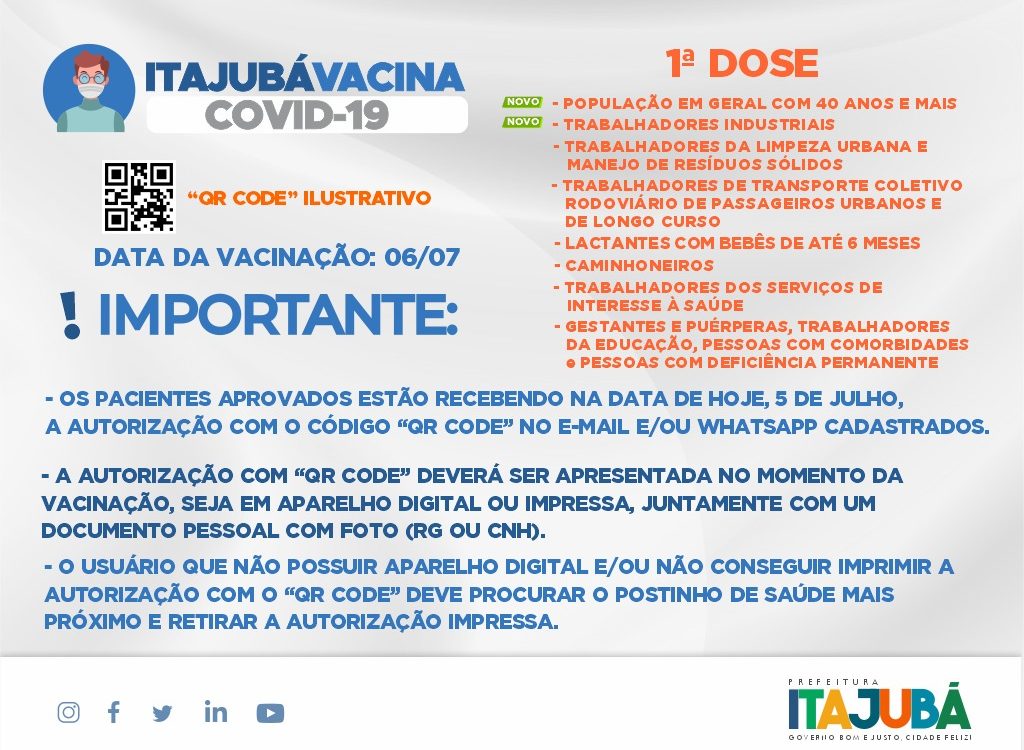 ITAJUBÁVACINA
COVID-19
"QR CODE" ILUSTRATIVO
DATA DA VACINAÇÃO: 06/07
! IMPORTANTE:
1ª DOSE
NOVO - POPULAÇÃO EM GERAL COM 40 ANOS E MAIS
NOVO - TRABALHADORES INDUSTRIAIS
- TRABALHADORES DA LIMPEZA URBANA E
MANEJO DE RESÍDUOS SÓLIDOS
- TRABALHADORES DE TRANSPORTE COLETIVO
RODOVIÁRIO DE PASSAGEIROS URBANOS E
DE LONGO CURSO
- LACTANTES COM BEBÊS DE ATÉ 6 MESES
- CAMINHONEIROS
- TRABALHADORES DOS SERVIÇOS DE
INTERESSE À SAÚDE
- GESTANTES E PUÉRPERAS, TRABALHADORES
DA EDUCAÇÃO, PESSOAS COM COMORBIDADES
e PESSOAS COM DEFICIÊNCIA PERMANENTE
- OS PACIENTES APROVADOS ESTÃO RECEBENDO NA DATA DE HOJE, 5 DE JULHO,
A AUTORIZAÇÃO COM O CÓDIGO "QR CODE" NO E-MAIL E/OU WHATSAPP CADASTRADOS.
- A AUTORIZAÇÃO COM "QR CODE" DEVERÁ SER APRESENTADA NO MOMENTO DA
VACINAÇÃO, SEJA EM APARELHO DIGITAL OU IMPRESSA, JUNTAMENTE COM UM
DOCUMENTO PESSOAL COM FOTO (RG OU CNH).
- O USUÁRIO QUE NÃO POSSUIR APARELHO DIGITAL E/OU NÃO CONSEGUIR IMPRIMIR A
AUTORIZAÇÃO COM O "QR CODE" DEVE PROCURAR O POSTINHO DE SAÚDE MAIS
PRÓXIMO E RETIRAR A AUTORIZAÇÃO IMPRESSA.
PREFEITURA
ITAJUBÁ
GOVERNO BOM E JUSTO, CIDADE FELIZ!